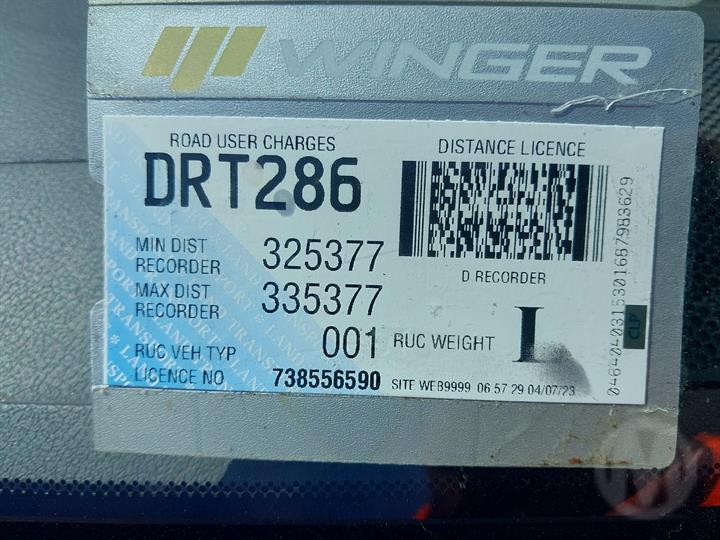 WINGER
ROAD USER CHARGES
DISTANCE LICENCE
DRT286
MIN DIST RECORDER 325377
D RECORDER
MAX DIST RECORDER 335377
RUC VEH TYP 001
RUC WEIGHT I
LICENCE NO 738556590
SITE WEB9999 06 57 29 04/07/23
CLP